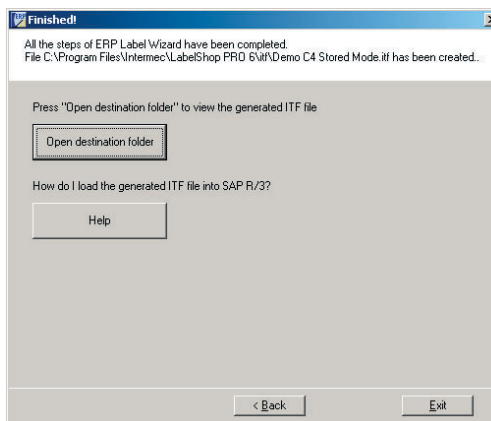 Finished!
All the steps of ERP Label Wizard have been completed.
File C:\Program Files\Intermec\LabelShop PRO 6\itf\Demo C4 Stored Mode.itf has been created..
Press "Open destination folder" to view the generated ITF file
Open destination folder
How do I load the generated ITF file into SAP R/3?
Help
< Back
Exit